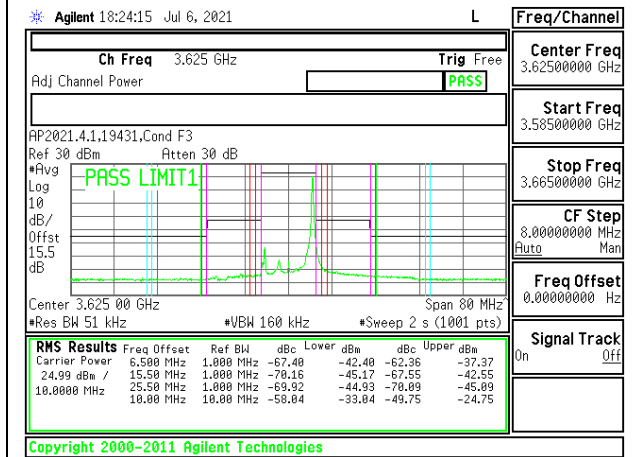 Agilent 18:24:15 Jul 6, 2021 L
Freq/Channel
Ch Freq 3.625 GHz Trig Free
Adj Channel Power PASS
Center Freq
3.62500000 GHz
Start Freq
3.58500000 GHz
Stop Freq
3.66500000 GHz
CF Step
8.00000000 MHz
Auto Man
Freq Offset
0.00000000 Hz
Signal Track
On Off
AP2021.4.1,19431,Cond F3
Ref 30 dBm Atten 30 dB
#Avg
Log
10
dB/
Offst
15.5
dB
PASS LIMIT1
Center 3.625 00 GHz Span 80 MHz
#Res BW 51 kHz #VBW 160 kHz #Sweep 2 s (1001 pts)
RMS Results Freq Offset Ref BW dBc Lower dBm dBc Upper dBm
Carrier Power 6.500 MHz 1.000 MHz -67.40 -42.40 -62.36 -37.37
24.99 dBm / 15.50 MHz 1.000 MHz -70.16 -45.17 -67.55 -42.55
10.0000 MHz 25.50 MHz 1.000 MHz -69.92 -44.93 -70.09 -45.09
10.00 MHz 10.00 MHz -58.04 -33.04 -49.75 -24.75
Copyright 2000-2011 Agilent Technologies